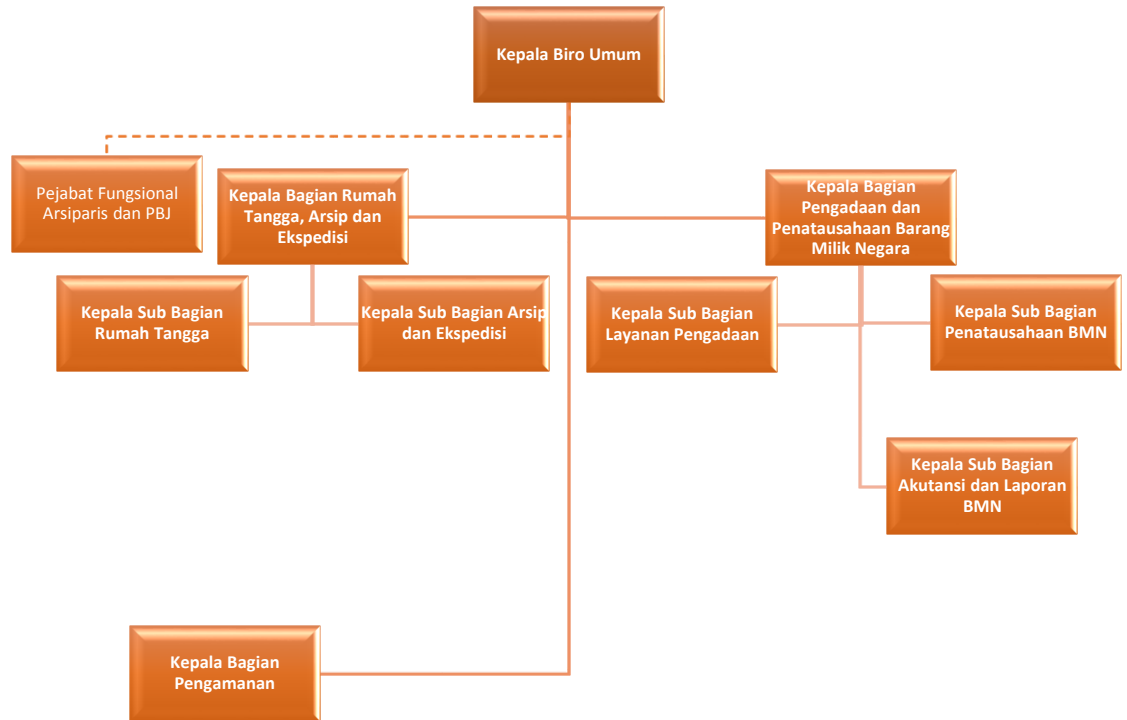 Kepala Biro Umum
Pejabat Fungsional
Arsiparis dan PBJ
Kepala Bagian Rumah
Tangga, Arsip dan
Ekspedisi
Kepala Bagian
Pengadaan dan
Penatausahaan Barang
Milik Negara
Kepala Sub Bagian
Rumah Tangga
Kepala Sub Bagian Arsip
dan Ekspedisi
Kepala Sub Bagian
Layanan Pengadaan
Kepala Sub Bagian
Penatausahaan BMN
Kepala Sub Bagian
Akutansi dan Laporan
BMN
Kepala Bagian
Pengamanan